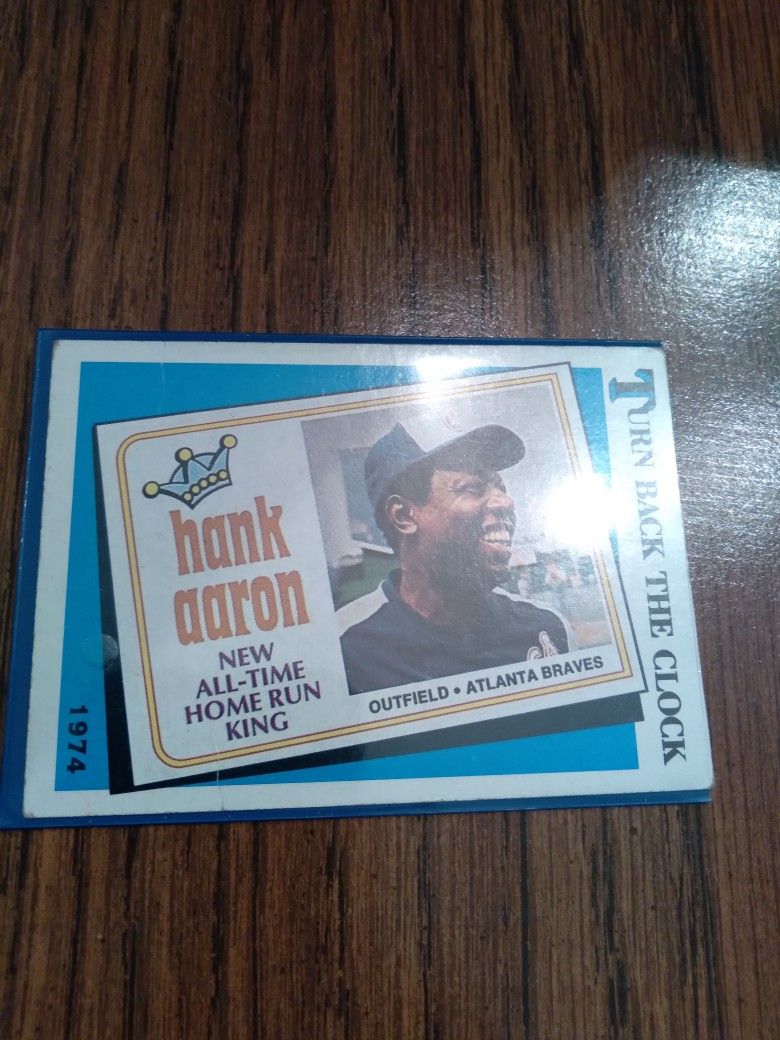 TURN BACK THE CLOCK
hank
aaron
NEW
ALL-TIME
HOME RUN
KING
OUTFIELD • ATLANTA BRAVES
1974